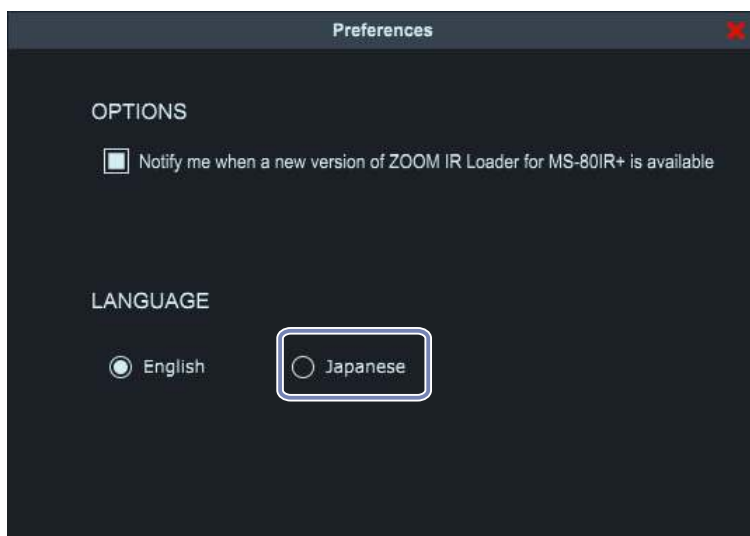 Preferences
OPTIONS
Notify me when a new version of ZOOM IR Loader for MS-80IR+ is available
LANGUAGE
English
Japanese